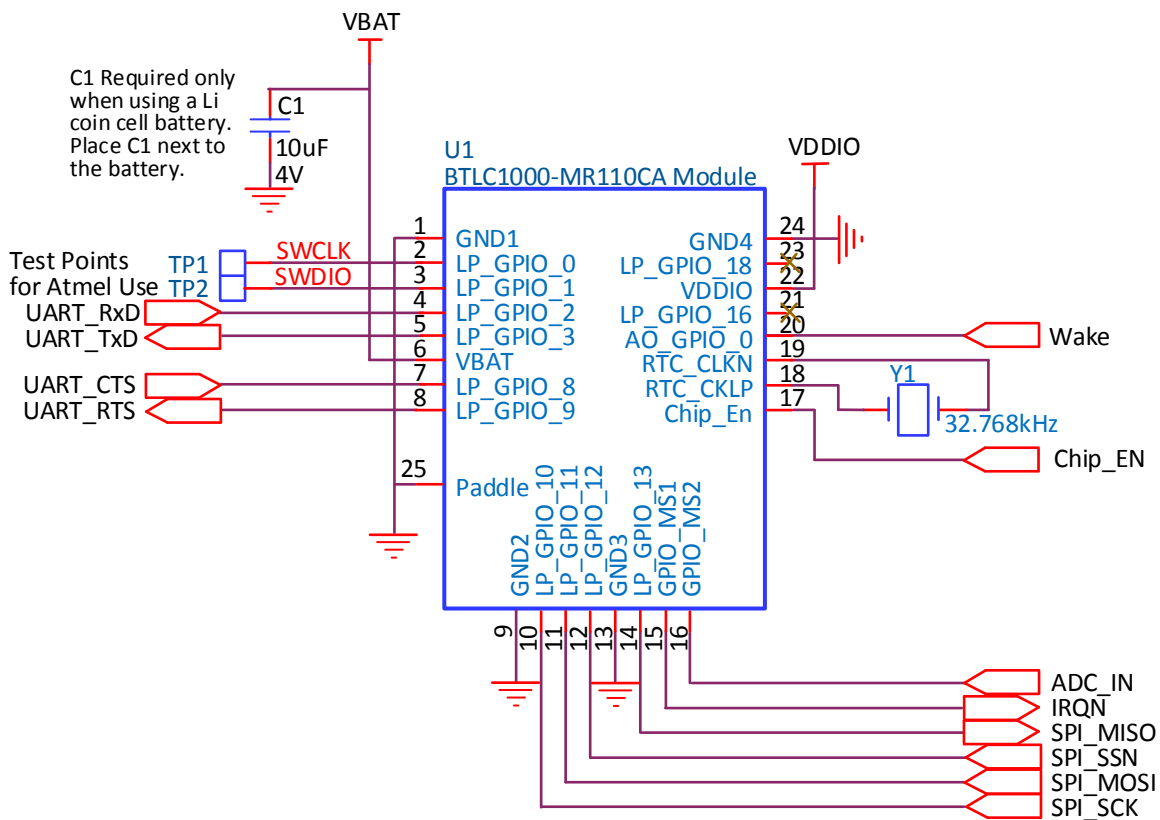 VBAT
C1 Required only
when using a Li
coin cell battery.
Place C1 next to
the battery.
C1
10uF
4V
U1
BTLC1000-MR110CA Module
VDDIO
Test Points
for Atmel Use
TP1
TP2
SWCLK
SWDIO
UART_RxD
UART_TxD
UART_CTS
UART_RTS
1
2
3
4
5
6
7
8
25
GND1
LP_GPIO_0
LP_GPIO_1
LP_GPIO_2
LP_GPIO_3
VBAT
LP_GPIO_8
LP_GPIO_9
Paddle
GND4
LP_GPIO_18
VDDIO
LP_GPIO_16
AO_GPIO_0
RTC_CLKN
RTC_CKLP
Chip_En
24
23
22
21
20
19
18
17
Wake
Y1
32.768kHz
Chip_EN
GND2
LP_GPIO_10
LP_GPIO_11
LP_GPIO_12
GND3
LP_GPIO_13
GPIO_MS1
GPIO_MS2
9
10
11
12
13
14
15
16
ADC_IN
IRQN
SPI_MISO
SPI_SSN
SPI_MOSI
SPI_SCK